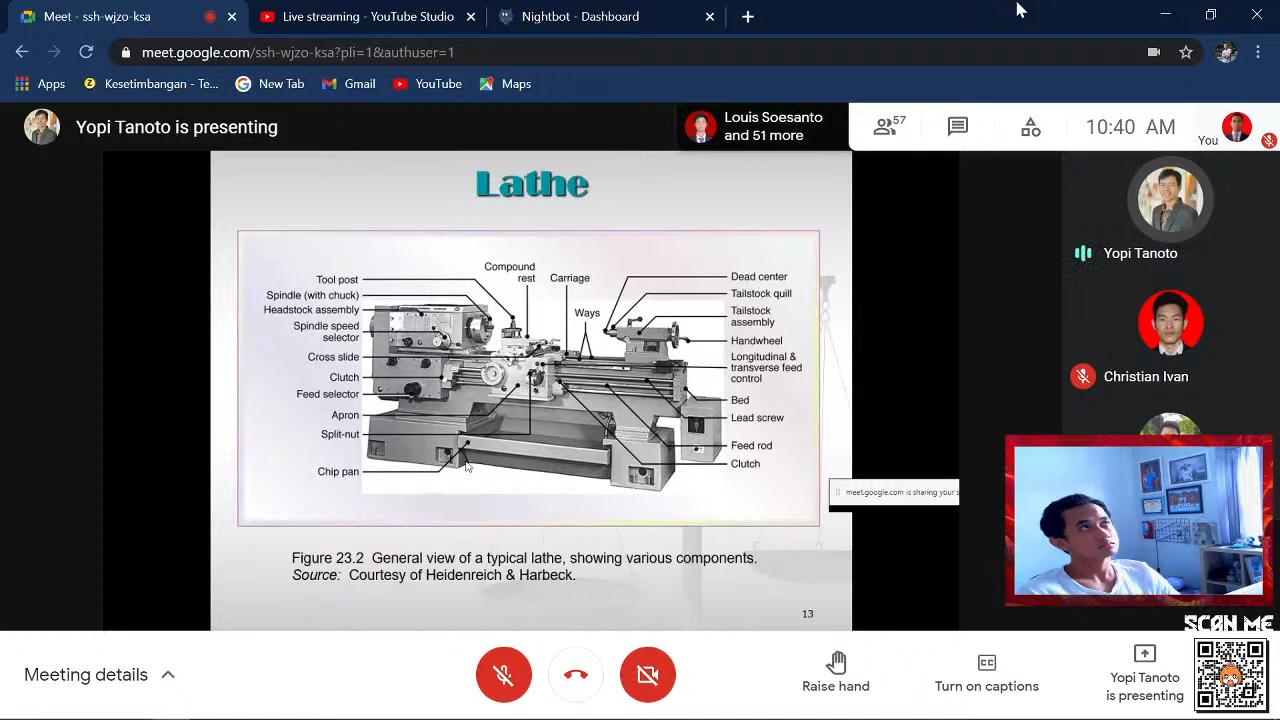 Meet - ssh-wjzo-ksa
Live streaming - YouTube Studio
Nightbot - Dashboard
meet.google.com/ssh-wjzo-ksa?pli=1&authuser=1
Apps
Kesetimbangan - Te...
New Tab
Gmail
YouTube
Maps
Yopi Tanoto is presenting
Louis Soesanto
and 51 more
57
10:40 AM
You
Lathe
Tool post
Spindle (with chuck)
Headstock assembly
Spindle speed
selector
Cross slide
Clutch
Feed selector
Apron
Split-nut
Chip pan
Compound
rest
Carriage
Ways
Dead center
Tailstock quill
Tailstock
assembly
Handwheel
Longitudinal &
transverse feed
control
Bed
Lead screw
Feed rod
Clutch
meet.google.com is sharing your s
Figure 23.2 General view of a typical lathe, showing various components.
Source: Courtesy of Heidenreich & Harbeck.
13
Yopi Tanoto
Christian Ivan
SCAN ME
Meeting details
Raise hand
Turn on captions
Yopi Tanoto
is presenting